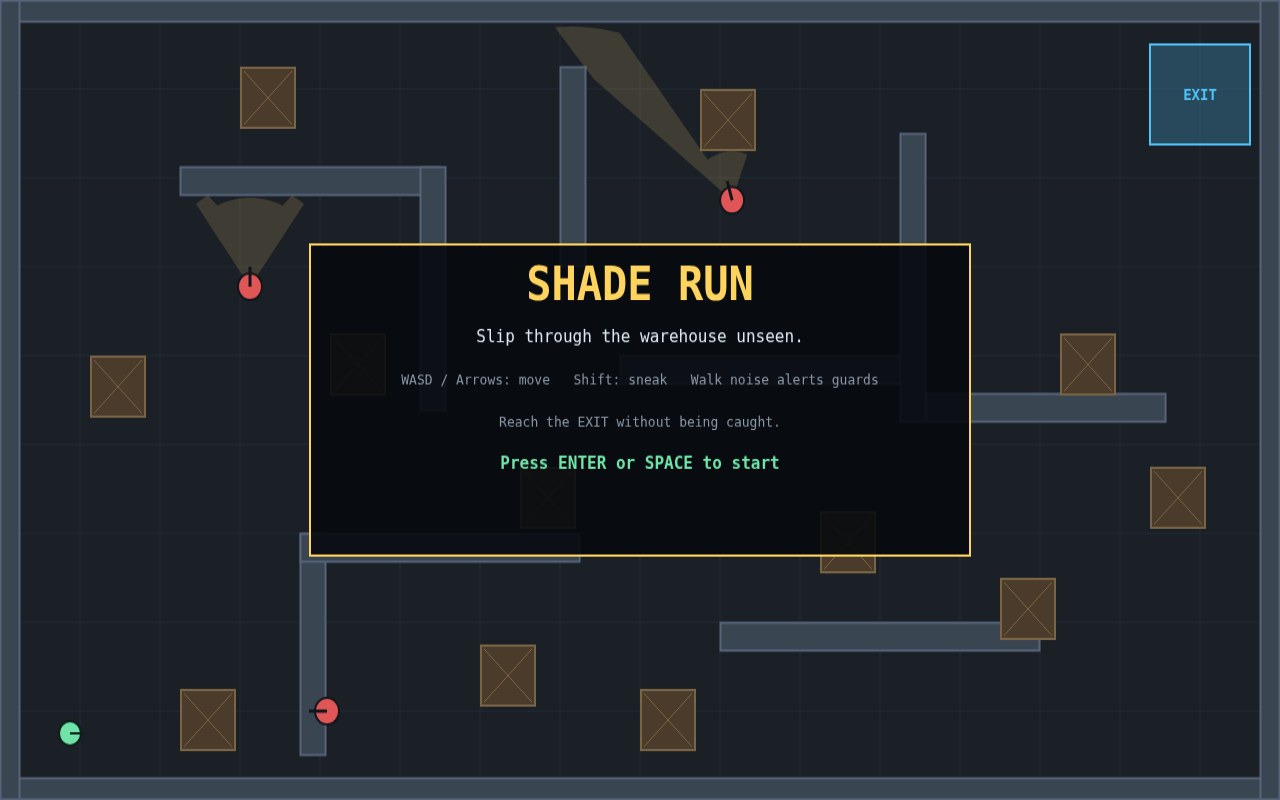 EXIT
SHADE RUN
Slip through the warehouse unseen.
WASD / Arrows: move   Shift: sneak   Walk noise alerts guards
Reach the EXIT without being caught.
Press ENTER or SPACE to start